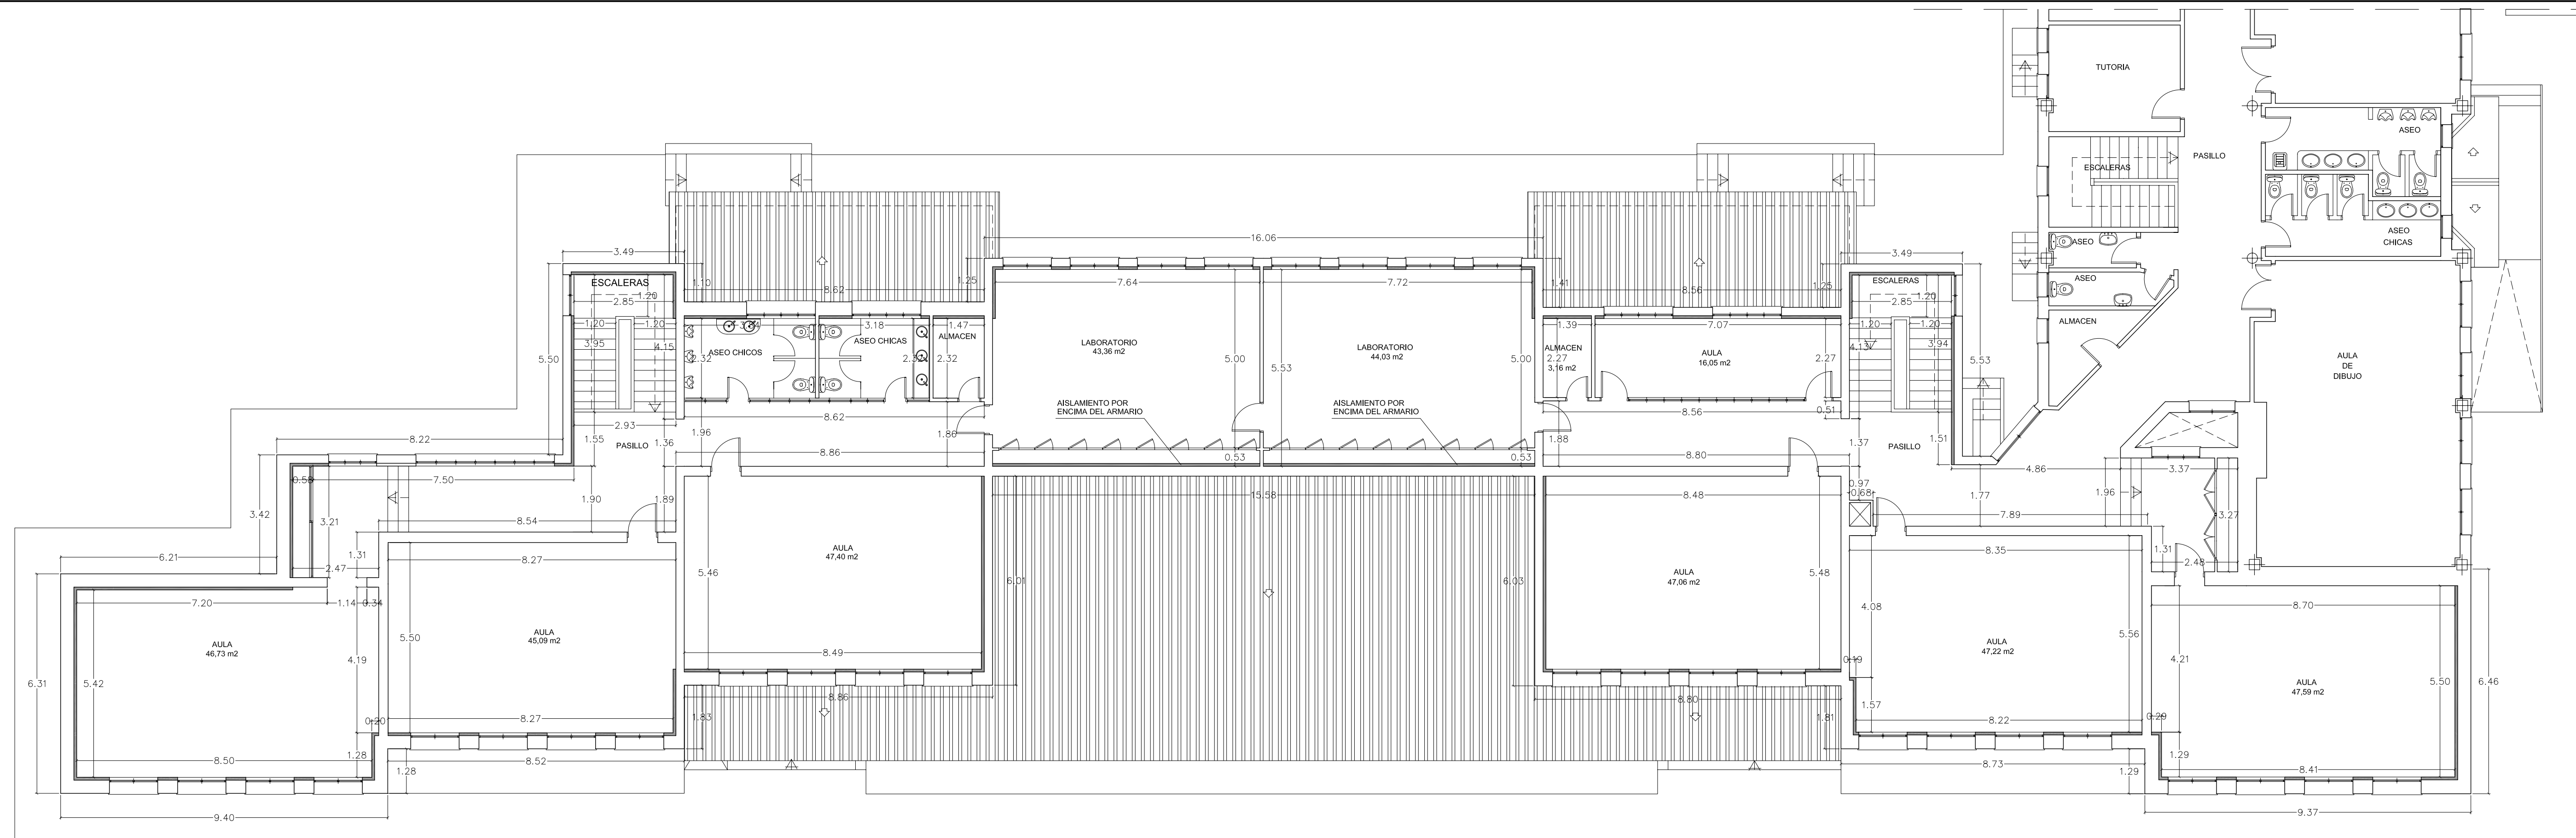 TUTORIA
ASEO
PASILLO
ESCALERAS
ASEO
CHICAS
ASEO
ASEO
ALMACEN
AULA
DE
DIBUJO
16.06
3.49
3.49
ESCALERAS
1.20
2.85
1.20
1.20
3.95
4.15
5.50
1.10
8.62
1.25
7.64
7.72
1.41
8.56
1.25
ESCALERAS
1.20
2.85
1.20
1.20
4.13
3.94
5.53
3.18
1.47
ASEO CHICOS
2.32
ASEO CHICAS
2.32
2.32
ALMACEN
LABORATORIO
43,36 m2
5.00
5.53
LABORATORIO
44,03 m2
5.00
1.39
ALMACEN
3,16 m2
2.27
7.07
AULA
16,05 m2
2.27
AISLAMIENTO POR
ENCIMA DEL ARMARIO
AISLAMIENTO POR
ENCIMA DEL ARMARIO
8.62
8.56
0.51
2.93
1.55
PASILLO
1.36
1.96
1.86
8.86
0.53
0.53
1.88
8.80
1.37
PASILLO
1.51
8.22
0.58
7.50
1.90
1.89
3.42
3.21
8.54
1.31
15.58
8.48
0.97
0.68
7.89
1.77
4.86
3.37
1.96
3.27
1.31
2.48
6.21
2.47
7.20
1.14
0.34
8.27
AULA
47,40 m2
5.46
6.01
6.03
AULA
47,06 m2
5.48
8.35
4.08
8.70
AULA
46,73 m2
5.42
6.31
4.19
5.50
AULA
45,09 m2
8.49
8.86
0.19
AULA
47,22 m2
5.56
4.21
AULA
47,59 m2
5.50
6.46
0.20
8.27
1.83
8.80
1.81
1.57
8.22
0.29
8.50
1.28
1.28
8.52
8.73
1.29
1.29
8.41
9.40
9.37